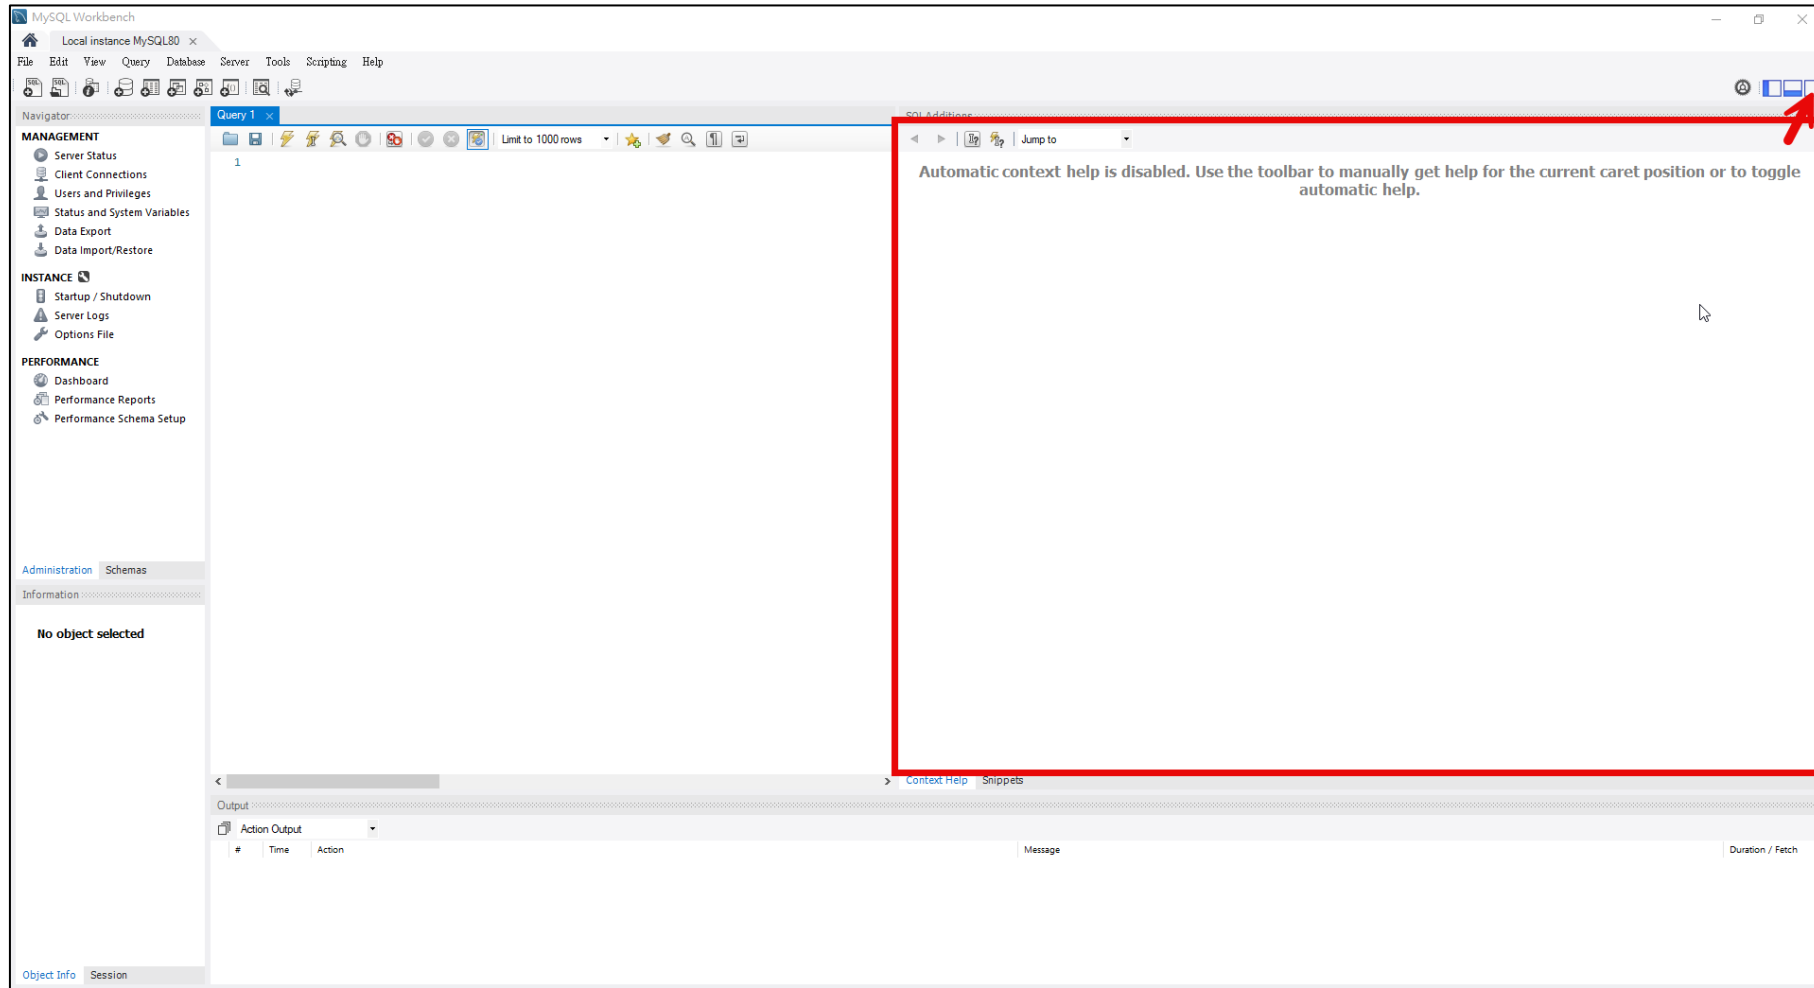 MySQL Workbench
Local instance MySQL80
File Edit View Query Database Server Tools Scripting Help
Navigator
MANAGEMENT
Server Status
Client Connections
Users and Privileges
Status and System Variables
Data Export
Data Import/Restore
INSTANCE
Startup / Shutdown
Server Logs
Options File
PERFORMANCE
Dashboard
Performance Reports
Performance Schema Setup
Administration Schemas
Information
No object selected
Object Info Session
Query 1
Limit to 1000 rows
1
SQLAdditions
Jump to
Automatic context help is disabled. Use the toolbar to manually get help for the current caret position or to toggle
automatic help.
Context Help Snippets
Output
Action Output
# Time Action Message Duration / Fetch